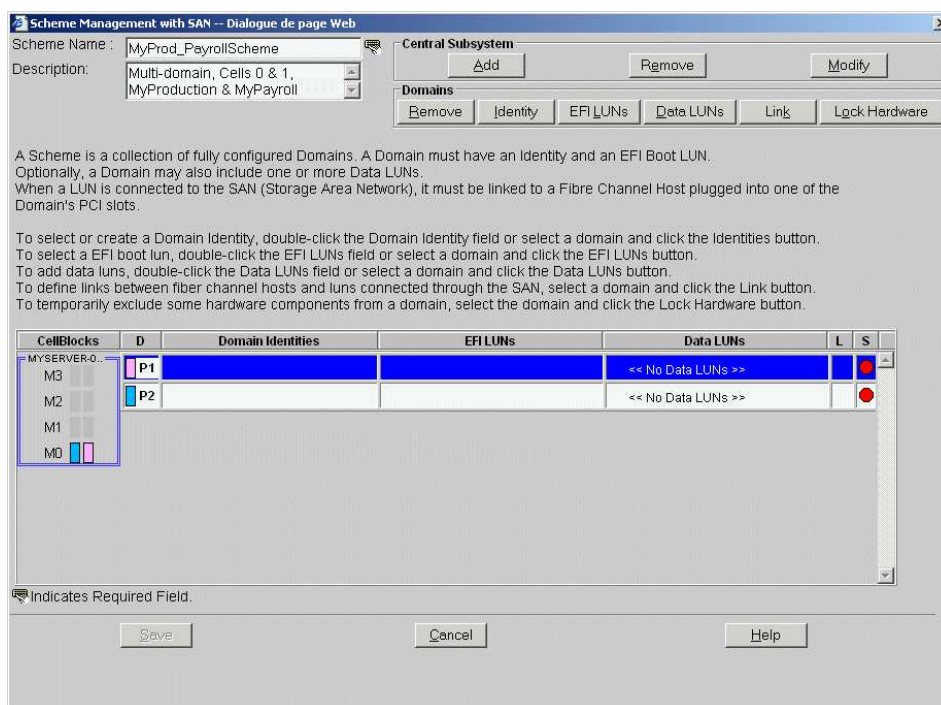 Scheme Management with SAN -- Dialogue de page Web
Scheme Name :
MyProd_PayrollScheme
Description:
Multi-domain, Cells 0 & 1,
MyProduction & MyPayroll
Central Subsystem
Add
Remove
Modify
Domains
Remove
Identity
EFI LUNs
Data LUNs
Link
Lock Hardware
A Scheme is a collection of fully configured Domains. A Domain must have an Identity and an EFI Boot LUN.
Optionally, a Domain may also include one or more Data LUNs.
When a LUN is connected to the SAN (Storage Area Network), it must be linked to a Fibre Channel Host plugged into one of the
Domain's PCI slots.
To select or create a Domain Identity, double-click the Domain Identity field or select a domain and click the Identities button.
To select a EFI boot lun, double-click the EFI LUNs field or select a domain and click the EFI LUNs button.
To add data luns, double-click the Data LUNs field or select a domain and click the Data LUNs button.
To define links between fiber channel hosts and luns connected through the SAN, select a domain and click the Link button.
To temporarily exclude some hardware components from a domain, select the domain and click the Lock Hardware button.
CellBlocks D Domain Identities EFI LUNs Data LUNs L S
MYSERVER-0..
M3
M2
M1
M0
P1 << No Data LUNs >>
P2 << No Data LUNs >>
Indicates Required Field.
Save
Cancel
Help